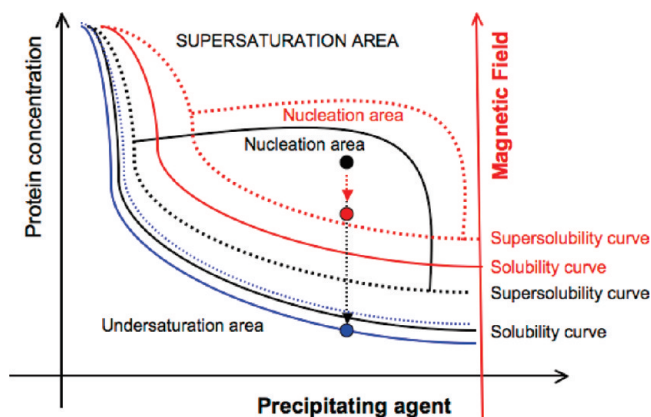 SUPERSATURATION AREA
Protein concentration
Magnetic Field
Nucleation area
Nucleation area
Supersolubility curve
Solubility curve
Supersolubility curve
Undersaturation area
Solubility curve
Precipitating agent